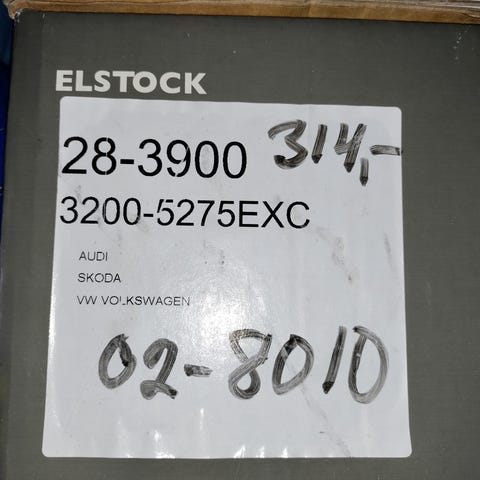 ELSTOCK
28-3900 314,-
3200-5275EXC
AUDI
SKODA
VW VOLKSWAGEN
02-8010